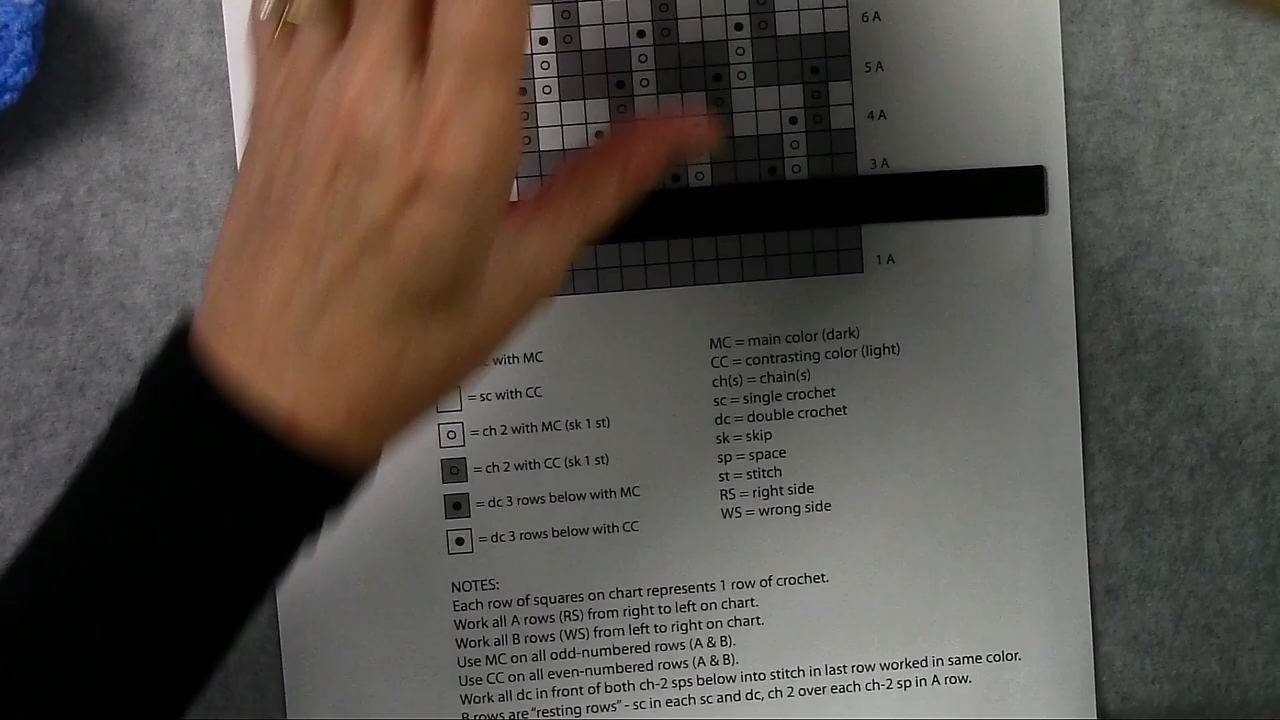 6 A
5 A
4 A
3 A
1 A
with MC
= sc with CC
= ch 2 with MC (sk 1 st)
= ch 2 with CC (sk 1 st)
= dc 3 rows below with MC
= dc 3 rows below with CC
MC = main color (dark)
CC = contrasting color (light)
ch(s) = chain(s)
sc = single crochet
dc = double crochet
sk = skip
sp = space
st = stitch
RS = right side
WS = wrong side
NOTES:
Each row of squares on chart represents 1 row of crochet.
Work all A rows (RS) from right to left on chart.
Work all B rows (WS) from left to right on chart.
Use MC on all odd-numbered rows (A & B).
Use CC on all even-numbered rows (A & B).
Work all dc in front of both ch-2 sps below into stitch in last row worked in same color.
B rows are "resting rows" - sc in each sc and dc, ch 2 over each ch-2 sp in A row.